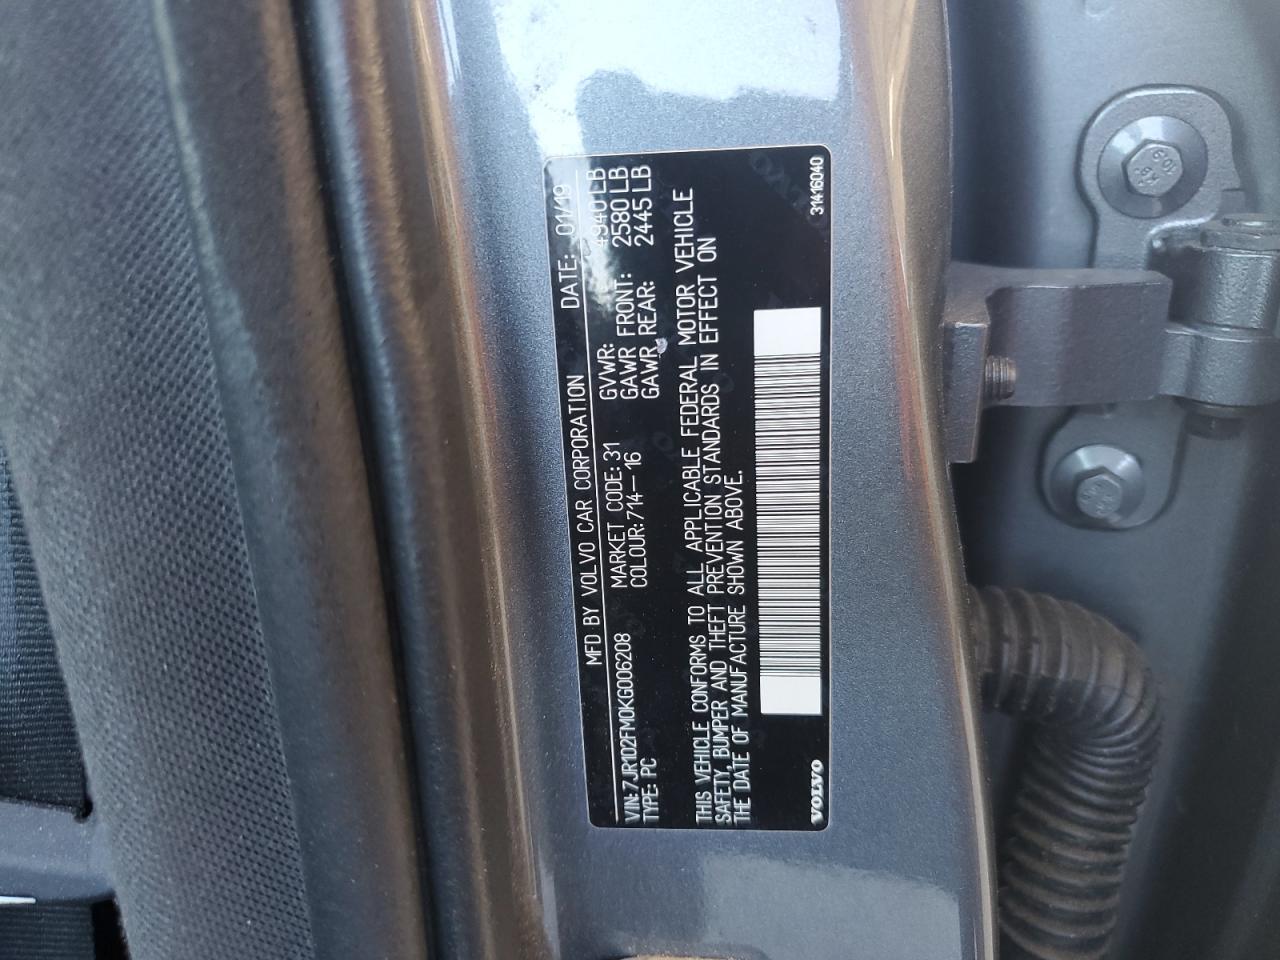 MFD BY VOLVO CAR CORPORATION DATE: 01/19
VIN: 7JR102FM0KG006208 MARKET CODE: 31 GVWR: 4940 LB
TYPE: PC COLOUR: 714-16 GAWR FRONT: 2580 LB
GAWR REAR: 2445 LB
THIS VEHICLE CONFORMS TO ALL APPLICABLE FEDERAL MOTOR VEHICLE
SAFETY, BUMPER AND THEFT PREVENTION STANDARDS IN EFFECT ON
THE DATE OF MANUFACTURE SHOWN ABOVE.
VOLVO 31416040
10.9